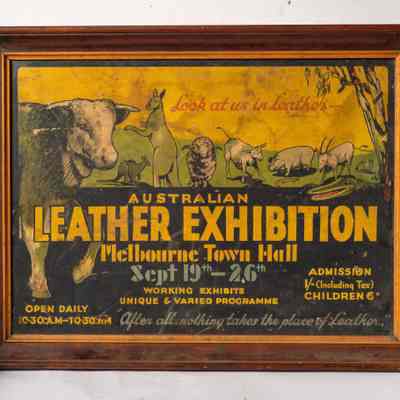 Look at us in Leather—
AUSTRALIAN
LEATHER EXHIBITION
Melbourne Town Hall
Sept 19th — 26th
WORKING EXHIBITS
UNIQUE & VARIED PROGRAMME
OPEN DAILY
10·30 AM–10·30 PM
ADMISSION
1/- (Including Tax)
CHILDREN 6D
"After all, nothing takes the place of Leather."